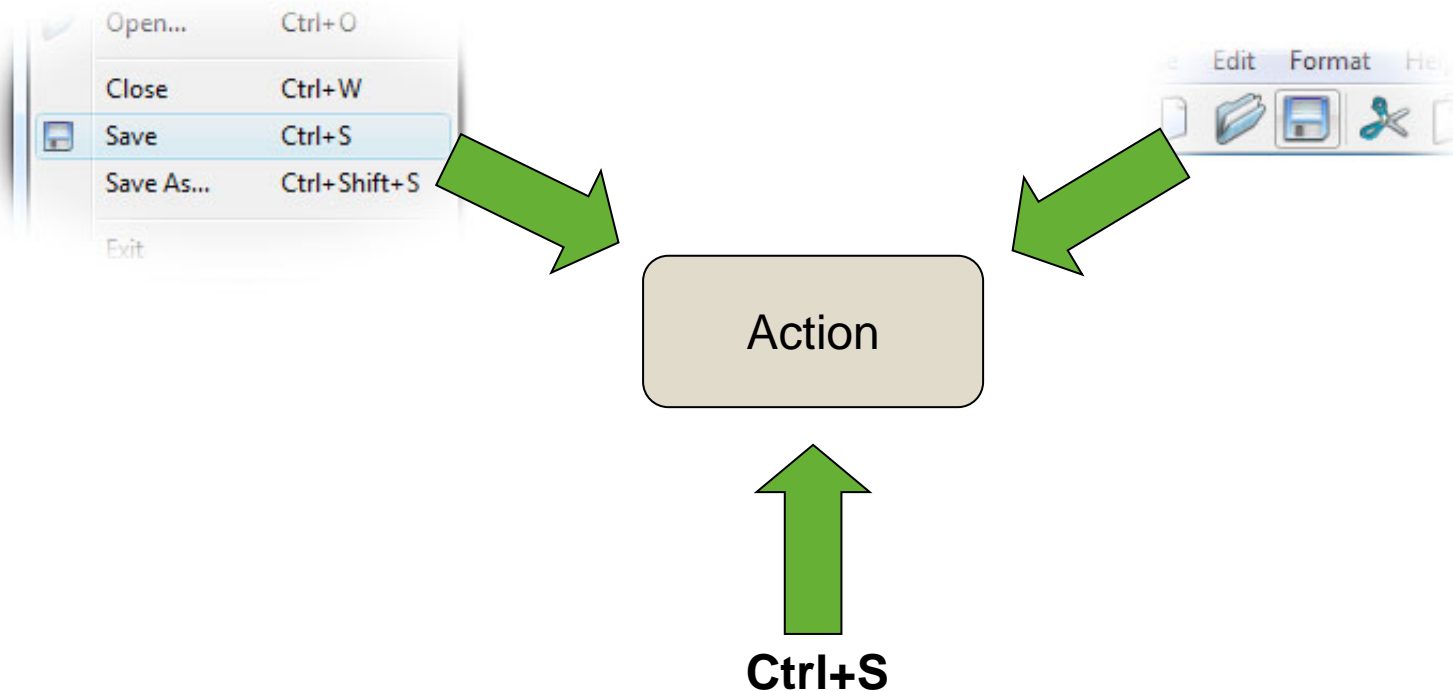 Open... Ctrl+O
Close Ctrl+W
Save Ctrl+S
Save As... Ctrl+Shift+S
Exit
Edit Format
Action
Ctrl+S